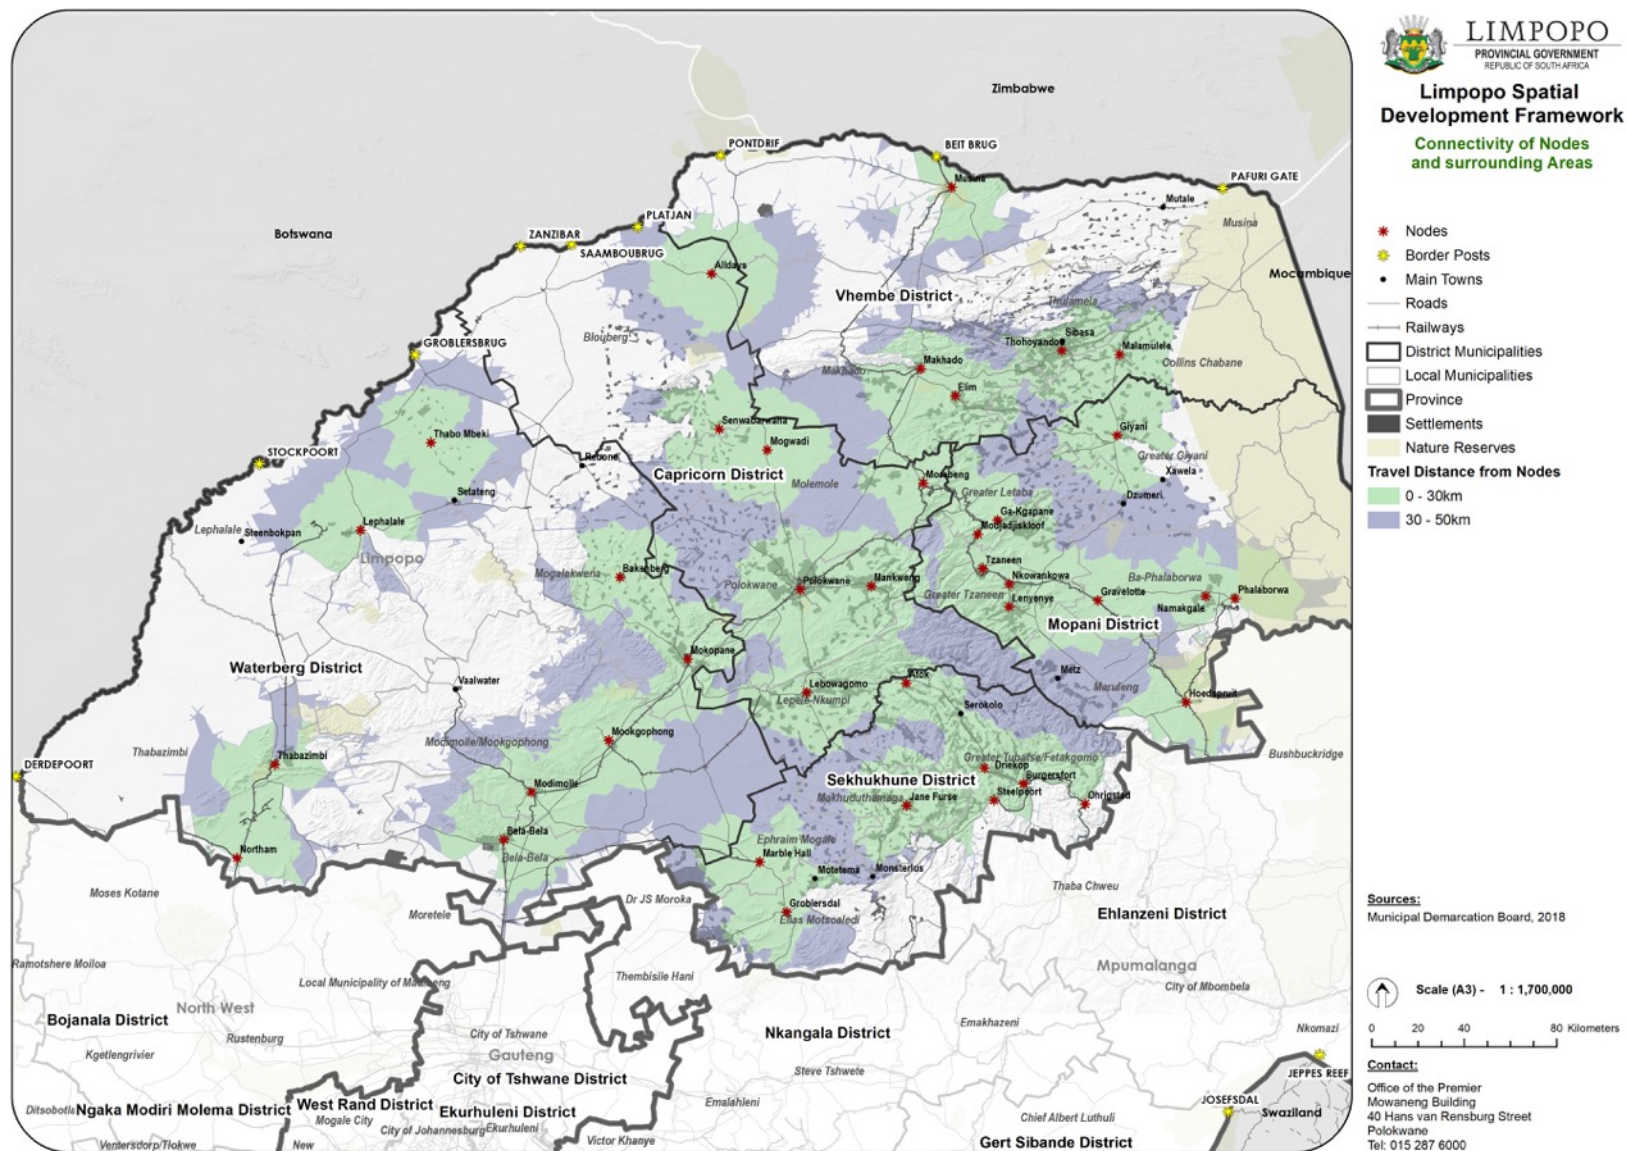 LIMPOPO
PROVINCIAL GOVERNMENT
REPUBLIC OF SOUTH AFRICA
Limpopo Spatial
Development Framework
Connectivity of Nodes
and surrounding Areas
Nodes
Border Posts
Main Towns
Roads
Railways
District Municipalities
Local Municipalities
Province
Settlements
Nature Reserves
Travel Distance from Nodes
0 - 30km
30 - 50km
Sources:
Municipal Demarcation Board, 2018
Scale (A3) - 1 : 1,700,000
0 20 40 80 Kilometers
Contact:
Office of the Premier
Mowaneng Building
40 Hans van Rensburg Street
Polokwane
Tel: 015 287 6000
Zimbabwe
PONTDRIF
BEIT BRUG
PAFURI GATE
Musina
Mutale
PLATJAN
Musina
Botswana
ZANZIBAR
SAAMBOUBRUG
Alldays
Mocambique
Vhembe District
Thulamela
Blouberg
Sibasa
Thohoyandou
Malamulele
GROBLERSBRUG
Makhado
Makhado
Collins Chabane
Elim
Senwabarwana
Thabo Mbeki
Mogwadi
Giyani
STOCKPOORT
Rebone
Greater Giyani
Capricorn District
Molemole
Morebeng
Xawela
Setateng
Greater Letaba
Dzumeri
Lephalale
Lephalale
Steenbokpan
Ga-Kgapane
Modjadjiskloof
Limpopo
Tzaneen
Mogalakwena
Bakenberg
Polokwane
Polokwane
Mankweng
Nkowankowa
Ba-Phalaborwa
Greater Tzaneen
Lenyenye
Gravelotte
Namakgale
Phalaborwa
Mopani District
Waterberg District
Mokopane
Metz
Maruleng
Vaalwater
Lebowagomo
Lepele-Nkumpi
Atok
Hoedspruit
Serokolo
Thabazimbi
Thabazimbi
Modimolle/Mookgophong
Mookgophong
Bushbuckridge
DERDEPOORT
Greater Tubatse/Fetakgomo
Driekop
Sekhukhune District
Burgersfort
Modimolle
Makhuduthamaga
Jane Furse
Steelpoort
Ohrigstad
Bela-Bela
Bela-Bela
Northam
Ephraim Mogale
Marble Hall
Motetema
Monsterlus
Moses Kotane
Moretele
Dr JS Moroka
Groblersdal
Elias Motsoaledi
Thaba Chweu
Ehlanzeni District
Ramotshere Moiloa
Local Municipality of Madibeng
Thembisile Hani
Mpumalanga
City of Mbombela
North West
Bojanala District
Rustenburg
City of Tshwane
Nkangala District
Emakhazeni
Nkomazi
Kgetlengrivier
Gauteng
City of Tshwane District
Steve Tshwete
JEPPES REEF
Ngaka Modiri Molema District
West Rand District
Mogale City
Ekurhuleni District
City of Johannesburg
Ekurhuleni
Emalahleni
JOSEFSDAL
Swaziland
Chief Albert Luthuli
Victor Khanye
Gert Sibande District
New